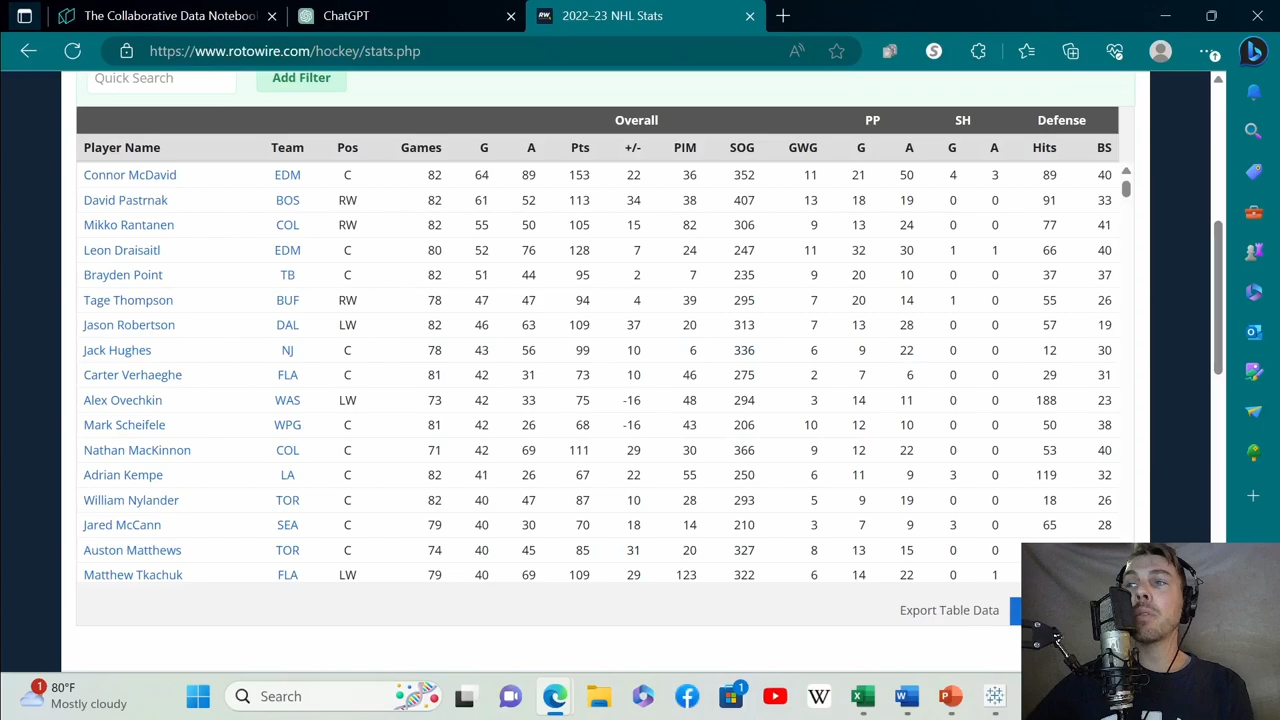 The Collaborative Data Notebool
ChatGPT
RW. 2022–23 NHL Stats
https://www.rotowire.com/hockey/stats.php
Quick Search Add Filter
Overall PP SH Defense
Player Name Team Pos Games G A Pts +/- PIM SOG GWG G A G A Hits BS
Connor McDavid EDM C 82 64 89 153 22 36 352 11 21 50 4 3 89 40
David Pastrnak BOS RW 82 61 52 113 34 38 407 13 18 19 0 0 91 33
Mikko Rantanen COL RW 82 55 50 105 15 82 306 9 13 24 0 0 77 41
Leon Draisaitl EDM C 80 52 76 128 7 24 247 11 32 30 1 1 66 40
Brayden Point TB C 82 51 44 95 2 7 235 9 20 10 0 0 37 37
Tage Thompson BUF RW 78 47 47 94 4 39 295 7 20 14 1 0 55 26
Jason Robertson DAL LW 82 46 63 109 37 20 313 7 13 28 0 0 57 19
Jack Hughes NJ C 78 43 56 99 10 6 336 6 9 22 0 0 12 30
Carter Verhaeghe FLA C 81 42 31 73 10 46 275 2 7 6 0 0 29 31
Alex Ovechkin WAS LW 73 42 33 75 -16 48 294 3 14 11 0 0 188 23
Mark Scheifele WPG C 81 42 26 68 -16 43 206 10 12 10 0 0 50 38
Nathan MacKinnon COL C 71 42 69 111 29 30 366 9 12 22 0 0 53 40
Adrian Kempe LA C 82 41 26 67 22 55 250 6 11 9 3 0 119 32
William Nylander TOR C 82 40 47 87 10 28 293 5 9 19 0 0 18 26
Jared McCann SEA C 79 40 30 70 18 14 210 3 7 9 3 0 65 28
Auston Matthews TOR C 74 40 45 85 31 20 327 8 13 15 0 0
Matthew Tkachuk FLA LW 79 40 69 109 29 123 322 6 14 22 0 1
Export Table Data
1 80°F
Mostly cloudy
Search
1
W